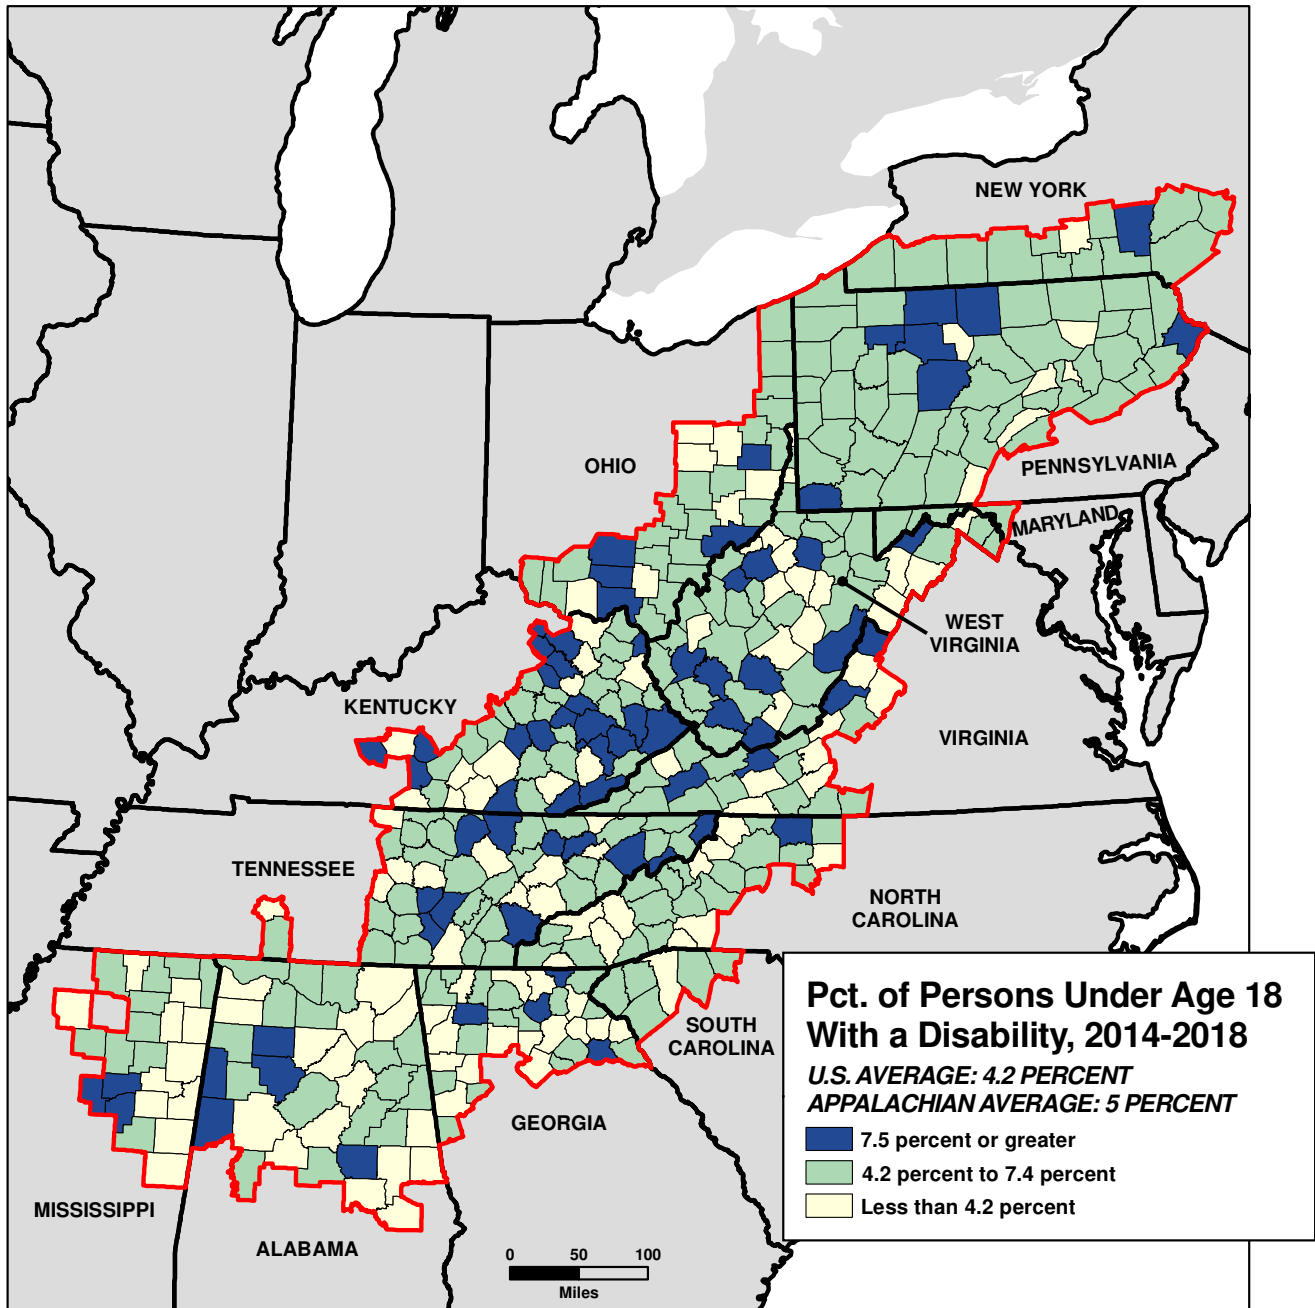 NEW YORK
OHIO
PENNSYLVANIA
MARYLAND
WEST
VIRGINIA
KENTUCKY
VIRGINIA
TENNESSEE
NORTH
CAROLINA
SOUTH
CAROLINA
GEORGIA
MISSISSIPPI
ALABAMA
Pct. of Persons Under Age 18
With a Disability, 2014-2018
U.S. AVERAGE: 4.2 PERCENT
APPALACHIAN AVERAGE: 5 PERCENT
7.5 percent or greater
4.2 percent to 7.4 percent
Less than 4.2 percent
0 50 100
Miles